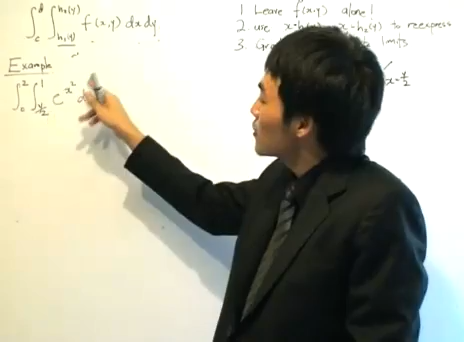 ∫_c^d ∫_{h₁(y)}^{h₂(y)} f(x,y) dx dy
Example
∫_0^2 ∫_{y/2}^1 e^{x²} d
1 Leave f(x,y) alone!
2. use x=h₁(y) x=h₂(y) to reexpress
limits
3. Gra
x=y/2